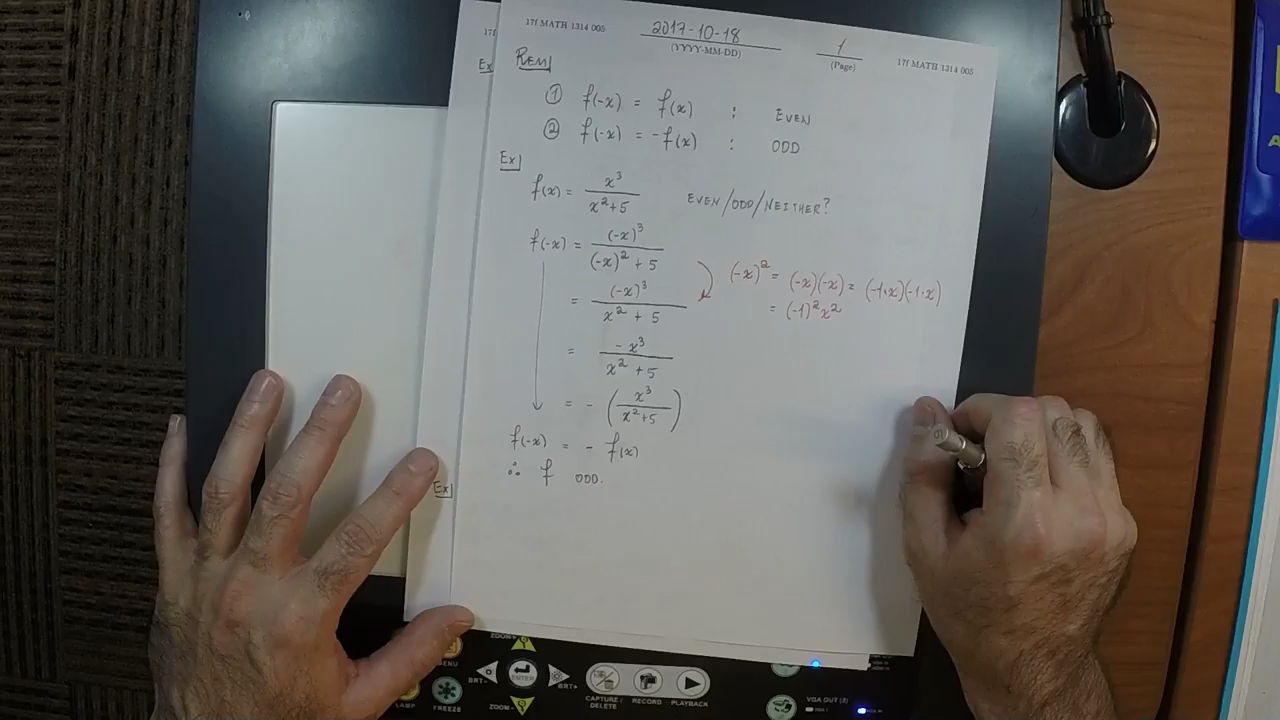 17f MATH 1314 005 2017-10-18 (YYYY-MM-DD) 1 (Page) 17f MATH 1314 005
17f
Ex
REM
① f(-x) = f(x) : EVEN
② f(-x) = -f(x) : ODD
Ex
f(x) = x³/(x²+5) EVEN/ODD/NEITHER?
f(-x) = (-x)³/((-x)² + 5)
(-x)² = (-x)(-x) = (-1·x)(-1·x)
= (-1)²x²
= (-x)³/(x² + 5)
= -x³/(x² + 5)
= - (x³/(x²+5))
f(-x) = - f(x)
∴ f ODD.
Ex
ZOOM+
MENU BRT- ENTER BRT+
LAMP FREEZE ZOOM- CAPTURE/ DELETE RECORD PLAYBACK
VGA OUT (2)